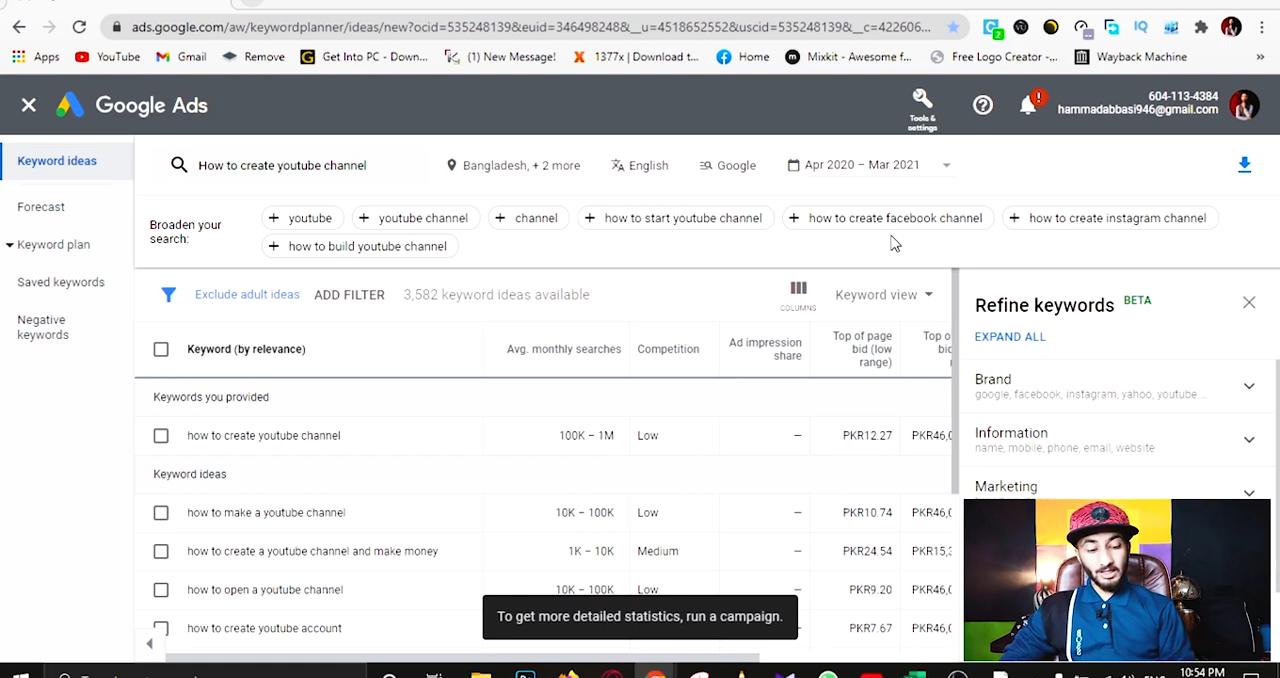 ads.google.com/aw/keywordplanner/ideas/new?ocid=535248139&euid=346498248&__u=4518652552&uscid=535248139&__c=422606...
Apps YouTube Gmail Remove Get Into PC - Down... (1) New Message! 1377x | Download t... Home Mixkit - Awesome f... Free Logo Creator -... Wayback Machine »
Google Ads
Tools & settings
604-113-4384
hammadabbasi946@gmail.com
Keyword ideas
Forecast
Keyword plan
Saved keywords
Negative
keywords
How to create youtube channel Bangladesh, + 2 more English Google Apr 2020 – Mar 2021
Broaden your
search:
+ youtube + youtube channel + channel + how to start youtube channel + how to create facebook channel + how to create instagram channel
+ how to build youtube channel
Exclude adult ideas ADD FILTER 3,582 keyword ideas available
COLUMNS
Keyword view
Keyword (by relevance) Avg. monthly searches Competition Ad impression share Top of page bid (low range)
Keywords you provided
how to create youtube channel 100K – 1M Low – PKR12.27 PKR46,0
Keyword ideas
how to make a youtube channel 10K – 100K Low – PKR10.74 PKR46,0
how to create a youtube channel and make money 1K – 10K Medium – PKR24.54 PKR15,3
how to open a youtube channel 10K – 100K Low – PKR9.20 PKR46,0
how to create youtube account PKR7.67 PKR46,0
To get more detailed statistics, run a campaign.
Refine keywords BETA
EXPAND ALL
Brand
google, facebook, instagram, yahoo, youtube...
Information
name, mobile, phone, email, website
Marketing
10:54 PM